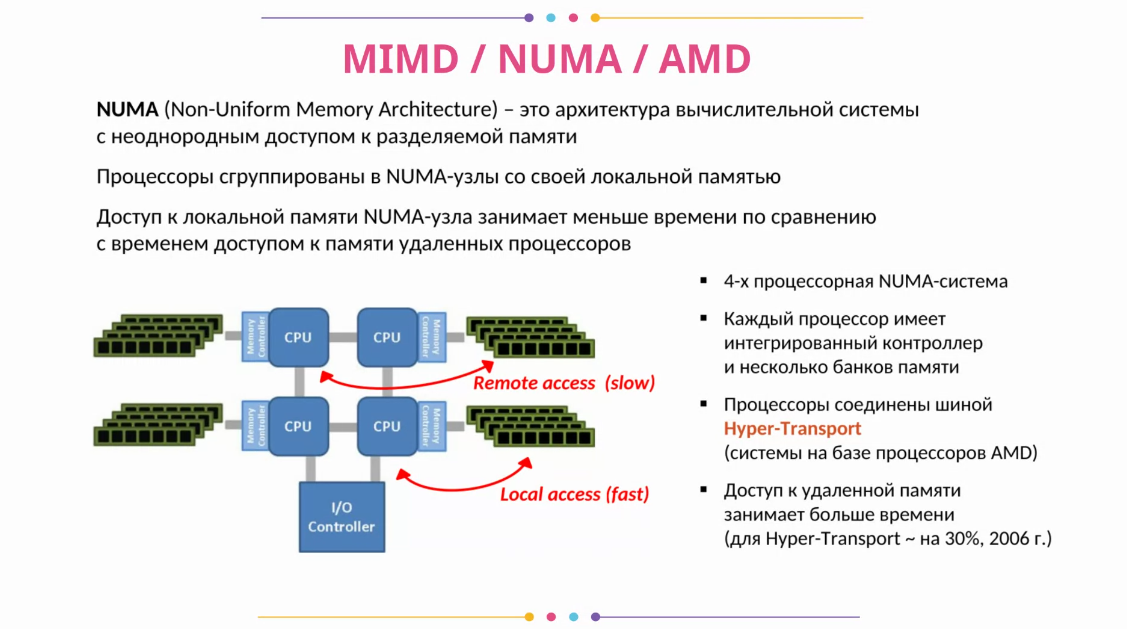 MIMD / NUMA / AMD
NUMA (Non-Uniform Memory Architecture) – это архитектура вычислительной системы
с неоднородным доступом к разделяемой памяти
Процессоры сгруппированы в NUMA-узлы со своей локальной памятью
Доступ к локальной памяти NUMA-узла занимает меньше времени по сравнению
с временем доступом к памяти удаленных процессоров
Memory
Controller
CPU
CPU
Memory
Controller
Remote access (slow)
Memory
Controller
CPU
CPU
Memory
Controller
Local access (fast)
I/O
Controller
▪ 4-х процессорная NUMA-система
▪ Каждый процессор имеет
интегрированный контроллер
и несколько банков памяти
▪ Процессоры соединены шиной
Hyper-Transport
(системы на базе процессоров AMD)
▪ Доступ к удаленной памяти
занимает больше времени
(для Hyper-Transport ~ на 30%, 2006 г.)